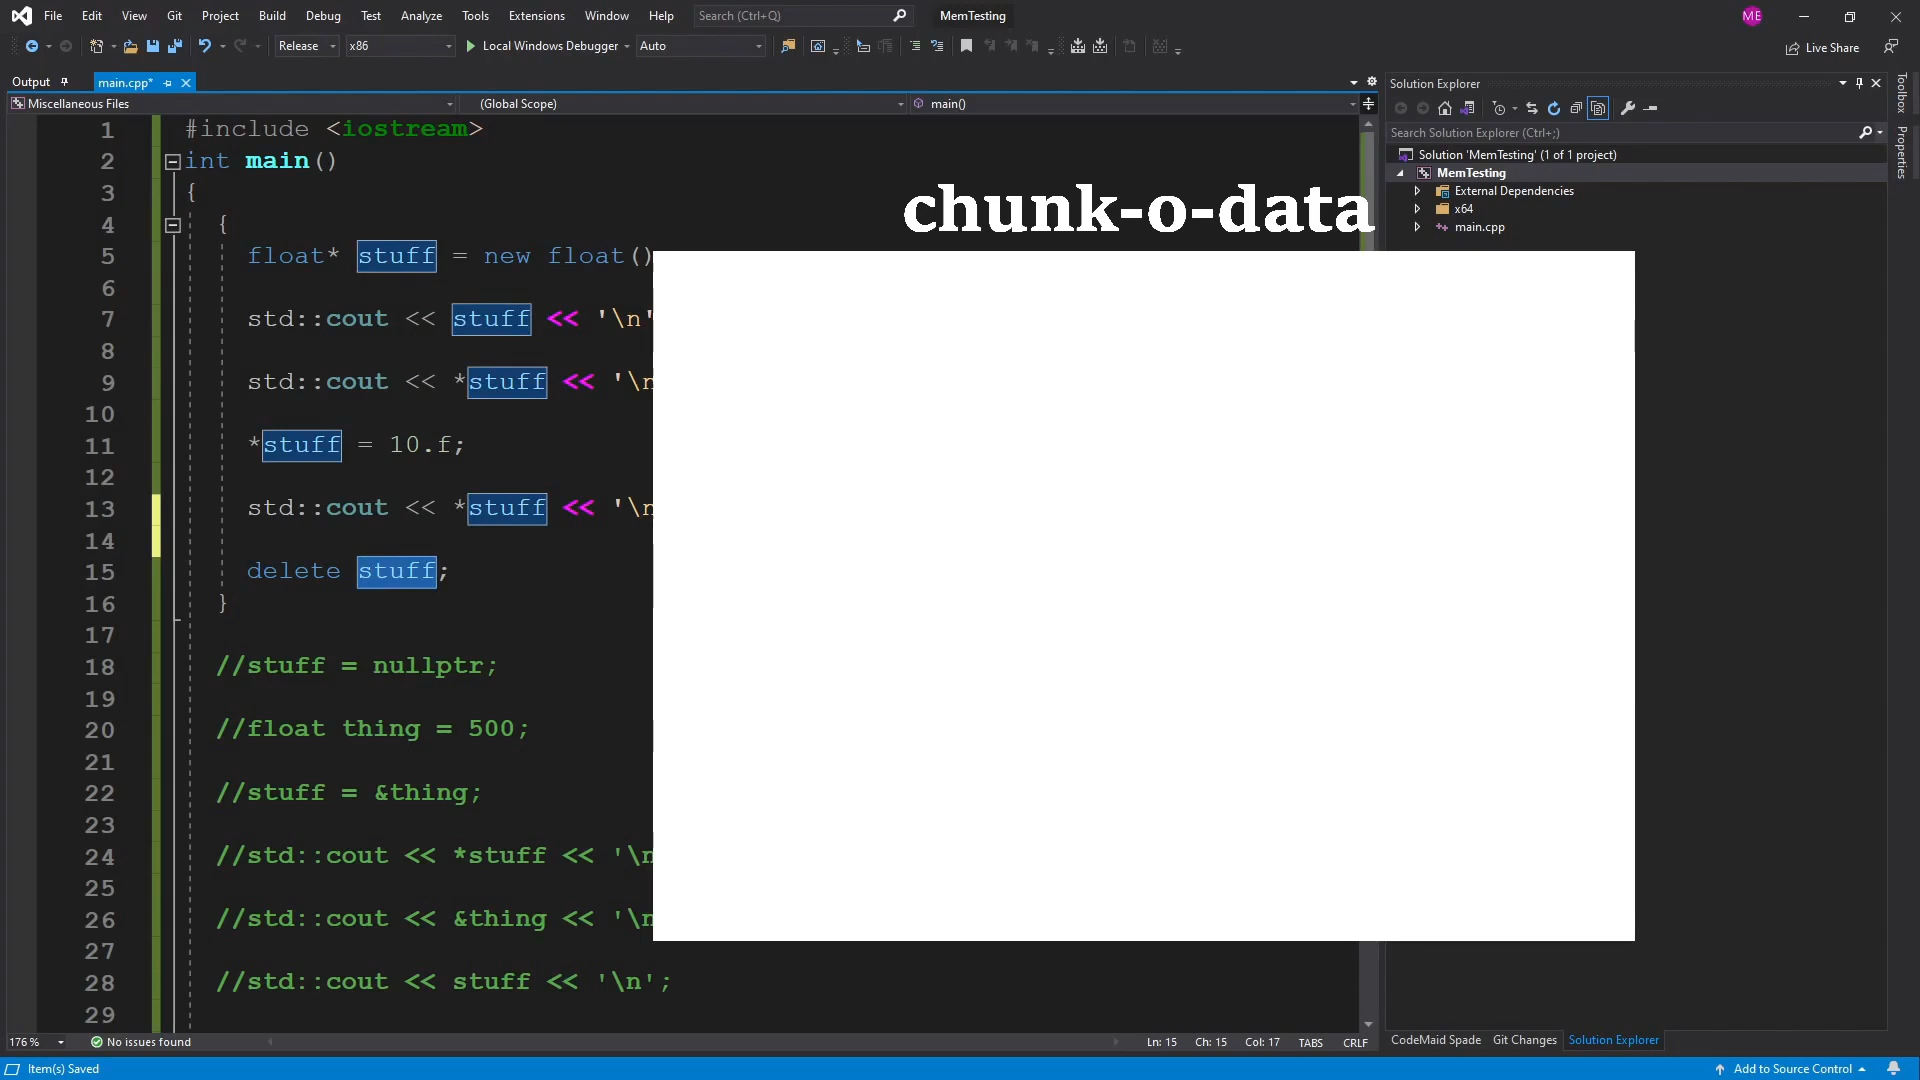 File Edit View Git Project Build Debug Test Analyze Tools Extensions Window Help Search (Ctrl+Q) MemTesting ME
Release x86 Local Windows Debugger Auto Live Share
Output main.cpp*
Miscellaneous Files (Global Scope) main()
1 #include <iostream>
2 int main()
3 {
4 {
5 float* stuff = new float()
6
7 std::cout << stuff << '\n'
8
9 std::cout << *stuff << '\n
10
11 *stuff = 10.f;
12
13 std::cout << *stuff << '\n
14
15 delete stuff;
16 }
17
18 //stuff = nullptr;
19
20 //float thing = 500;
21
22 //stuff = &thing;
23
24 //std::cout << *stuff << '\n
25
26 //std::cout << &thing << '\n
27
28 //std::cout << stuff << '\n';
29
chunk-o-data
Solution Explorer
Search Solution Explorer (Ctrl+;)
Solution 'MemTesting' (1 of 1 project)
MemTesting
External Dependencies
x64
main.cpp
Toolbox
Properties
176 % No issues found Ln: 15 Ch: 15 Col: 17 TABS CRLF
CodeMaid Spade Git Changes Solution Explorer
Item(s) Saved Add to Source Control